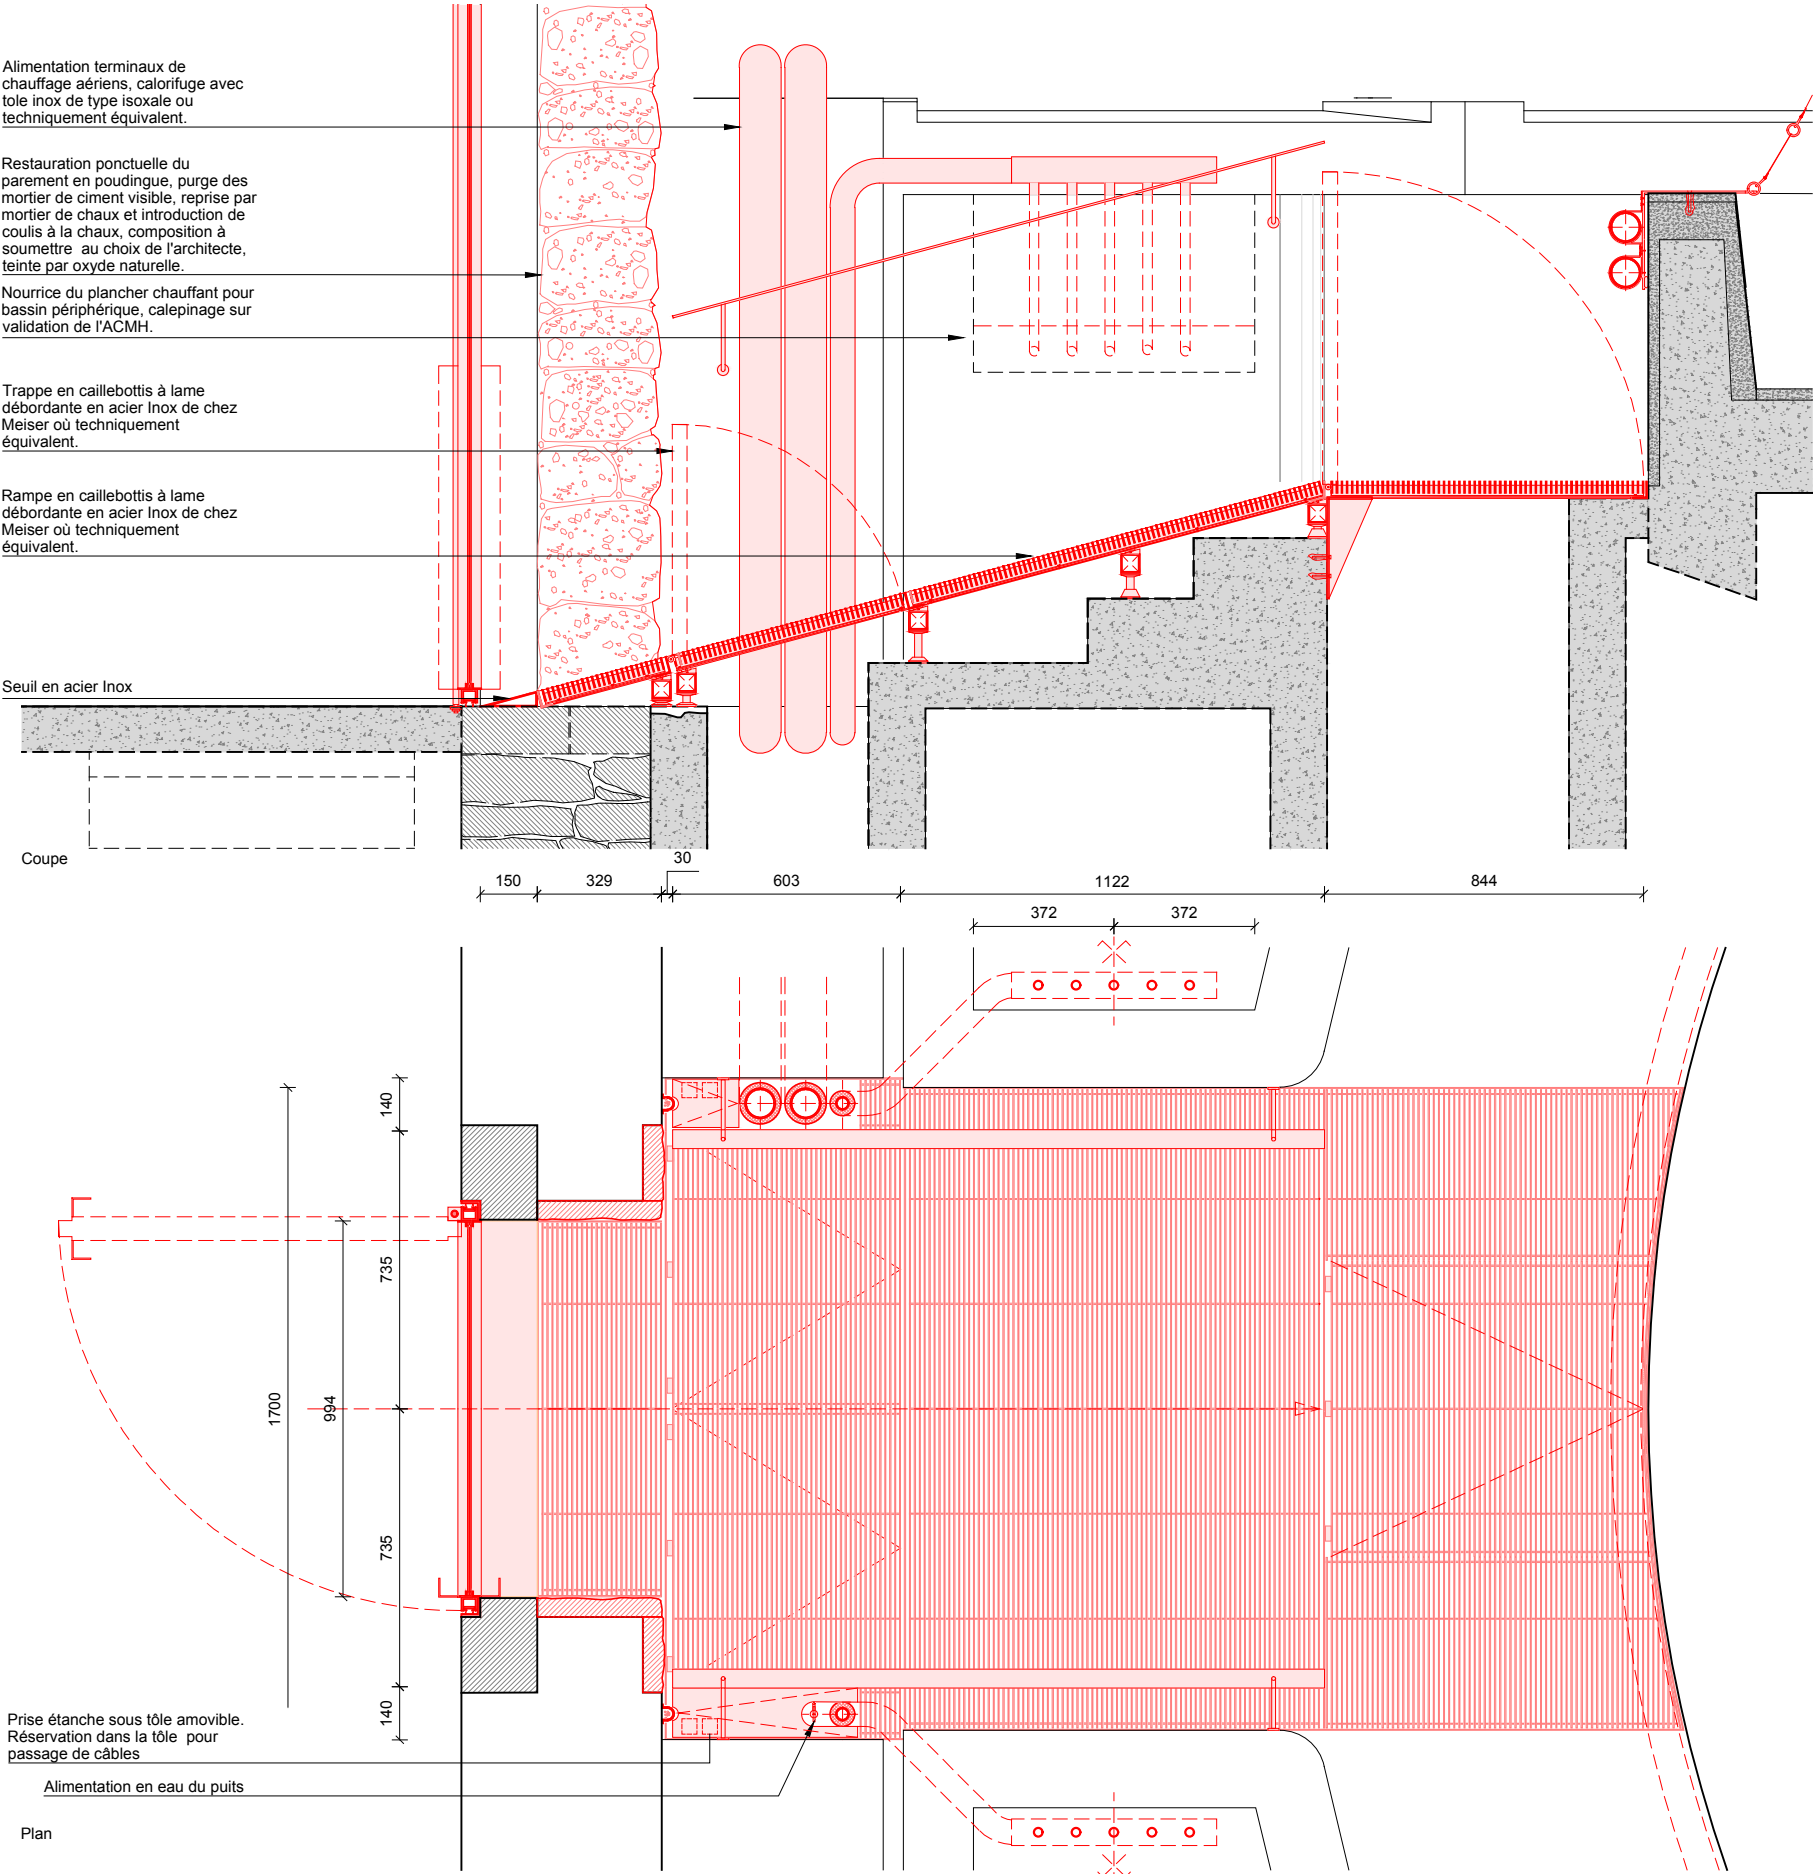 Alimentation terminaux de
chauffage aériens, calorifuge avec
tole inox de type isoxale ou
techniquement équivalent.
Restauration ponctuelle du
parement en poudingue, purge des
mortier de ciment visible, reprise par
mortier de chaux et introduction de
coulis à la chaux, composition à
soumettre  au choix de l'architecte,
teinte par oxyde naturelle.
Nourrice du plancher chauffant pour
bassin périphérique, calepinage sur
validation de l'ACMH.
Trappe en caillebottis à lame
débordante en acier Inox de chez
Meiser où techniquement
équivalent.
Rampe en caillebottis à lame
débordante en acier Inox de chez
Meiser où techniquement
équivalent.
Seuil en acier Inox
Coupe
30
150 329 603 1122 844
372 372
140
735
1700
994
735
140
Prise étanche sous tôle amovible.
Réservation dans la tôle  pour
passage de câbles
Alimentation en eau du puits
Plan